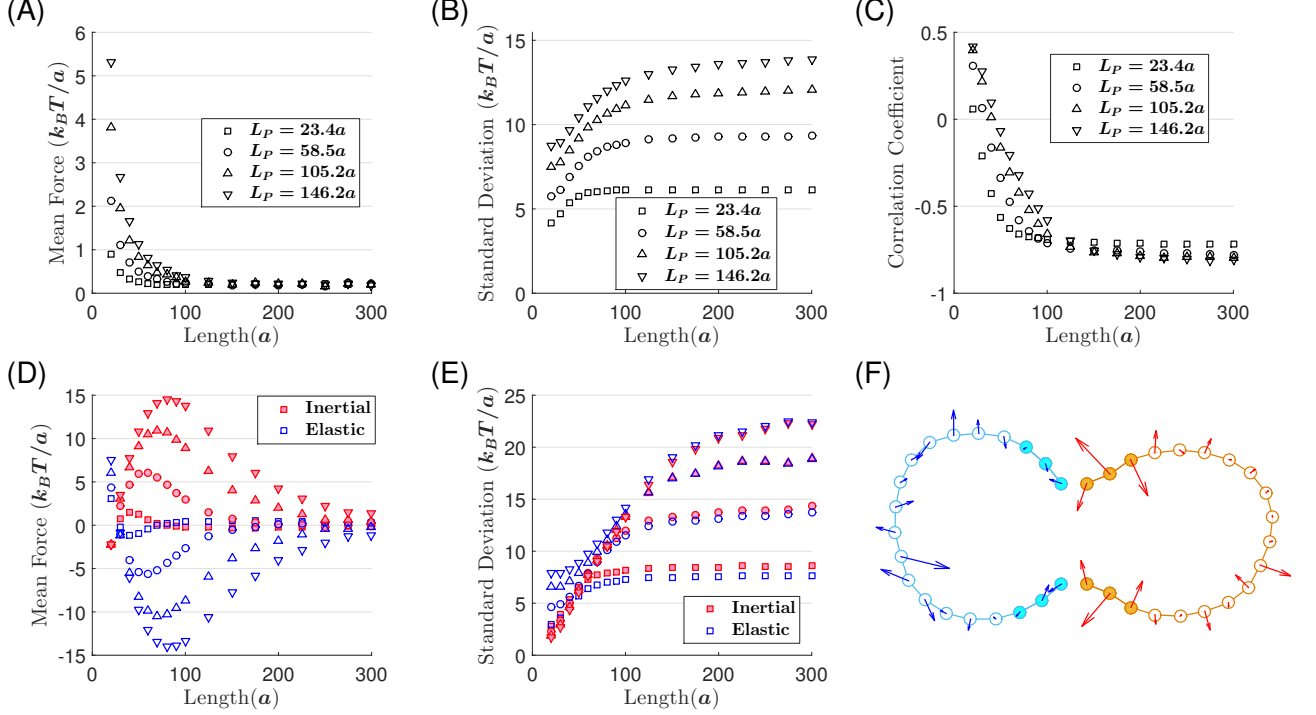 (A)
Mean Force (k_BT/a)
6
5
4
3
2
1
0
0 100 200 300
Length(a)
L_P = 23.4a
L_P = 58.5a
L_P = 105.2a
L_P = 146.2a
(B)
Standard Deviation (k_BT/a)
15
10
5
0
0 100 200 300
Length(a)
L_P = 23.4a
L_P = 58.5a
L_P = 105.2a
L_P = 146.2a
(C)
Correlation Coefficient
0.5
0
-0.5
-1
0 100 200 300
Length(a)
L_P = 23.4a
L_P = 58.5a
L_P = 105.2a
L_P = 146.2a
(D)
Mean Force (k_BT/a)
15
10
5
0
-5
-10
-15
0 100 200 300
Length(a)
Inertial
Elastic
(E)
Standard Deviation (k_BT/a)
25
20
15
10
5
0
0 100 200 300
Length(a)
Inertial
Elastic
(F)